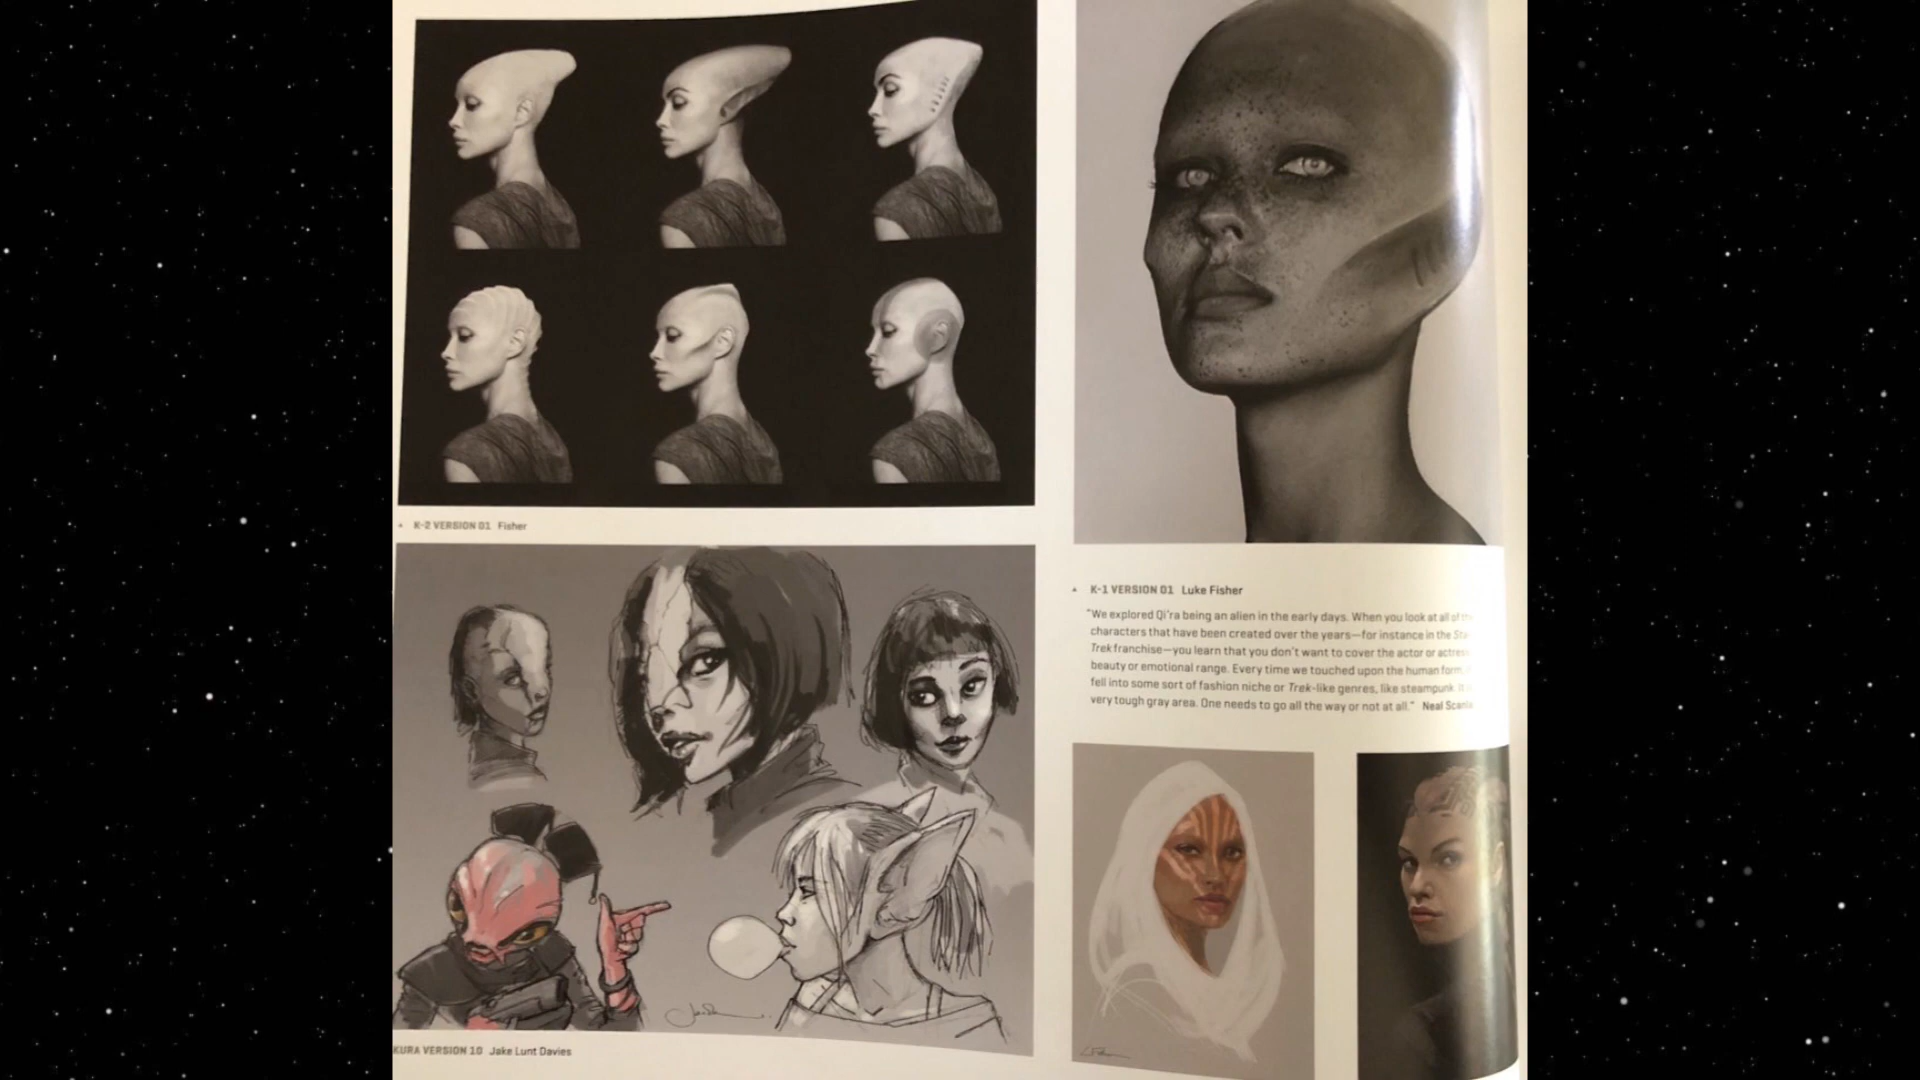 K-2 VERSION 01 Fisher
K-1 VERSION 01 Luke Fisher
"We explored Qi'ra being an alien in the early days. When you look at all of the
characters that have been created over the years—for instance in the Star
Trek franchise—you learn that you don't want to cover the actor or actress'
beauty or emotional range. Every time we touched upon the human form,
fell into some sort of fashion niche or Trek-like genres, like steampunk.
very tough gray area. One needs to go all the way or not at all." Neal Scanlan
KURA VERSION 10 Jake Lunt Davies